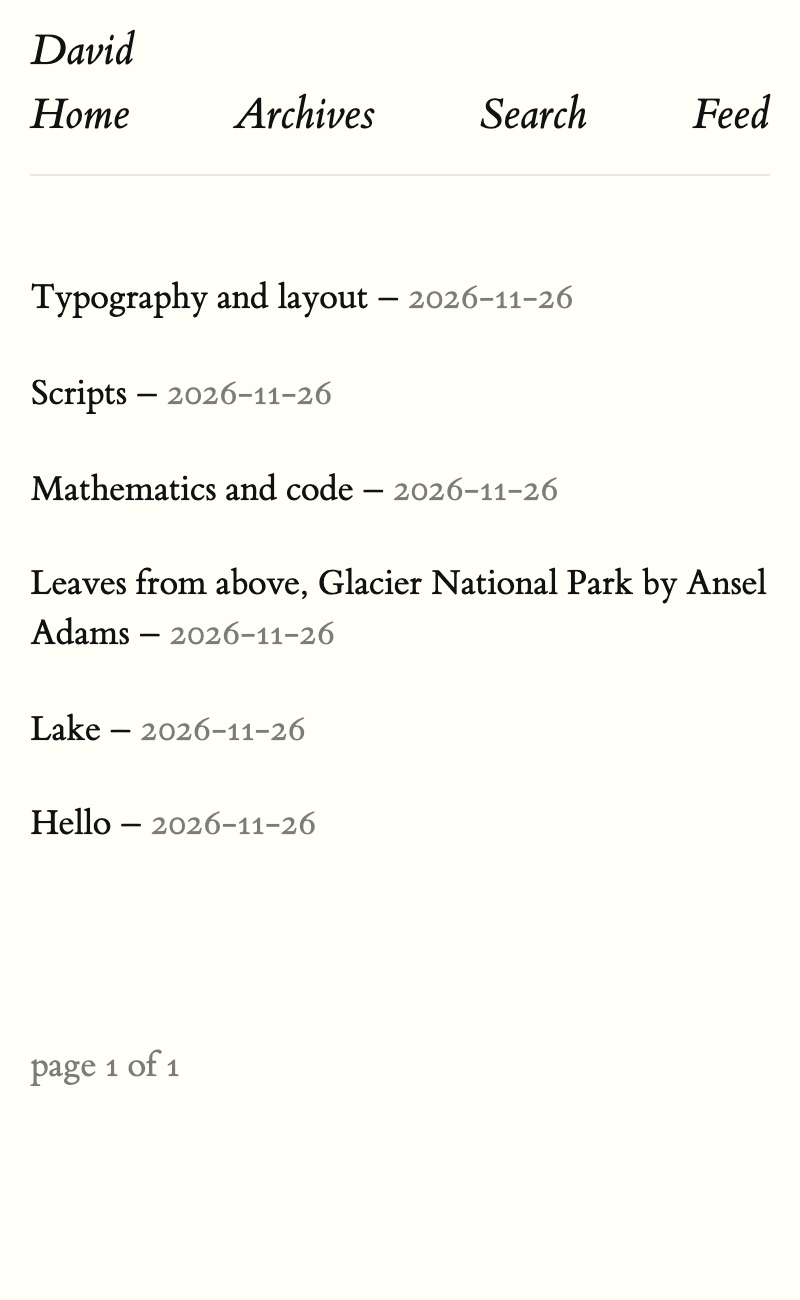 David
Home Archives Search Feed
Typography and layout – 2026-11-26
Scripts – 2026-11-26
Mathematics and code – 2026-11-26
Leaves from above, Glacier National Park by Ansel
Adams – 2026-11-26
Lake – 2026-11-26
Hello – 2026-11-26
page 1 of 1